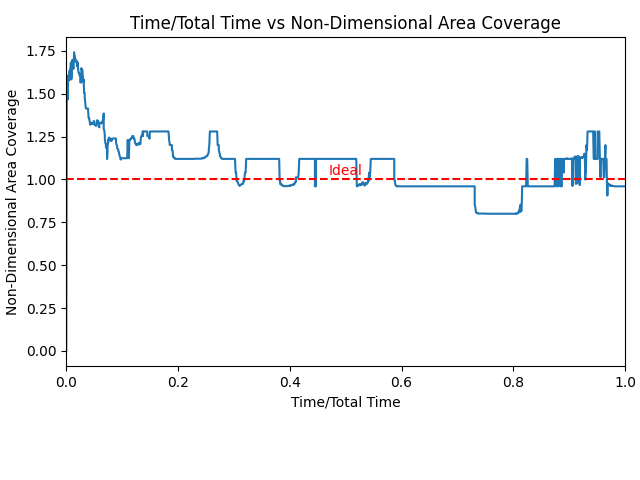 Time/Total Time vs Non-Dimensional Area Coverage
Non-Dimensional Area Coverage
1.75
1.50
1.25
1.00
0.75
0.50
0.25
0.00
Ideal
0.0 0.2 0.4 0.6 0.8 1.0
Time/Total Time